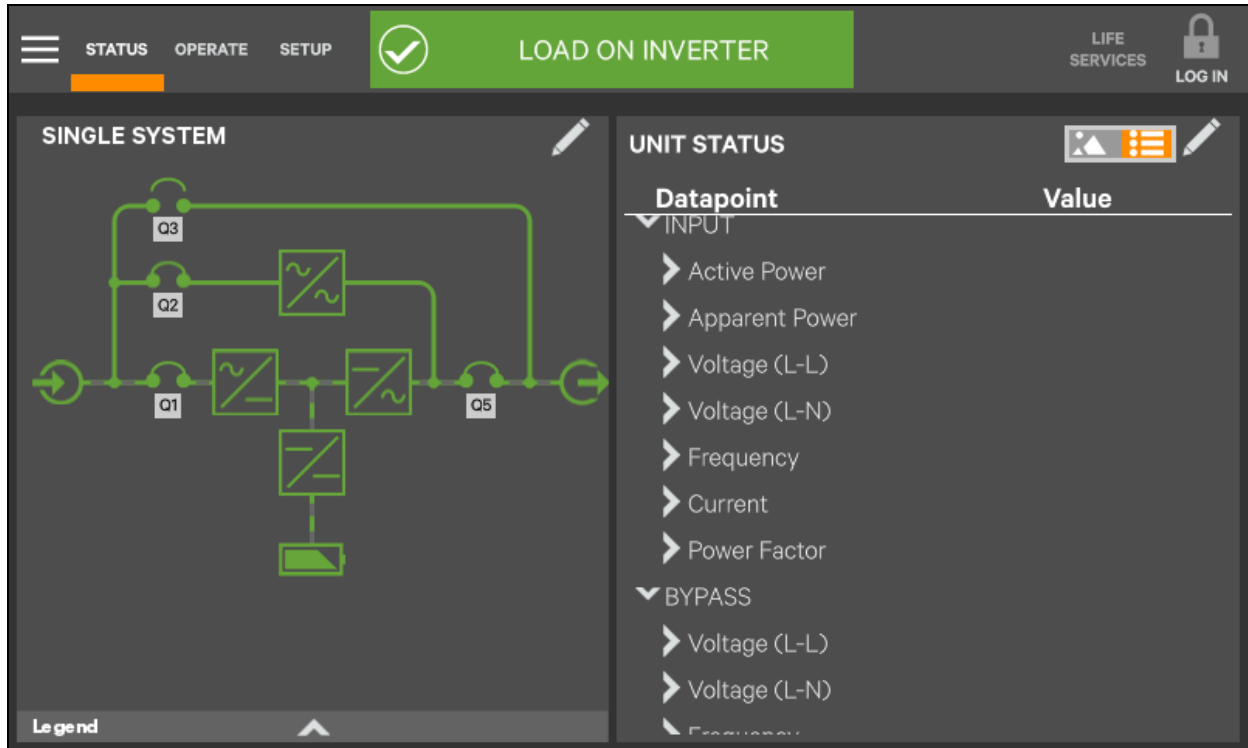 STATUS OPERATE SETUP
LOAD ON INVERTER
LIFE
SERVICES
LOG IN
SINGLE SYSTEM
Q3
Q2
Q1
Q5
Legend
UNIT STATUS
Datapoint Value
INPUT
Active Power
Apparent Power
Voltage (L-L)
Voltage (L-N)
Frequency
Current
Power Factor
BYPASS
Voltage (L-L)
Voltage (L-N)
Frequency